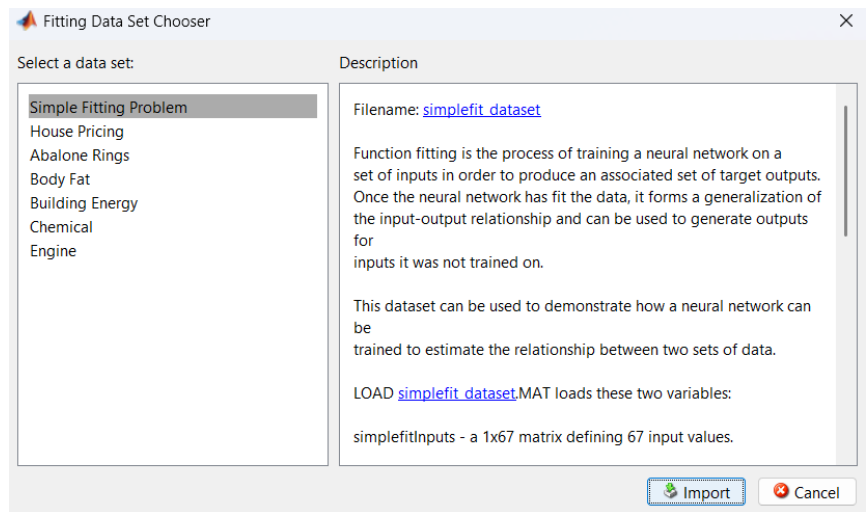 Fitting Data Set Chooser
Select a data set:
Simple Fitting Problem
House Pricing
Abalone Rings
Body Fat
Building Energy
Chemical
Engine
Description
Filename: simplefit_dataset
Function fitting is the process of training a neural network on a
set of inputs in order to produce an associated set of target outputs.
Once the neural network has fit the data, it forms a generalization of
the input-output relationship and can be used to generate outputs
for
inputs it was not trained on.
This dataset can be used to demonstrate how a neural network can
be
trained to estimate the relationship between two sets of data.
LOAD simplefit_dataset.MAT loads these two variables:
simplefitInputs - a 1x67 matrix defining 67 input values.
Import
Cancel